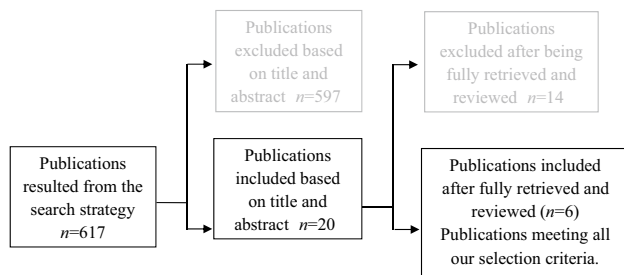 Publications
excluded based
on title and
abstract n=597
Publications
excluded after being
fully retrieved and
reviewed n=14
Publications
resulted from the
search strategy
n=617
Publications
included based
on title and
abstract n=20
Publications included
after fully retrieved and
reviewed (n=6)
Publications meeting all
our selection criteria.